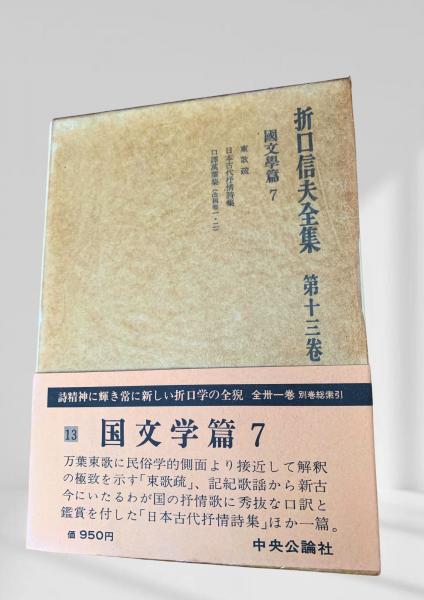 折口信夫全集 第十三卷
國文學篇 7
東歌疏
日本古代抒情詩集
口譯萬葉集(改稿卷一・二)
詩精神に輝き常に新しい折口学の全猊 全卅一巻 別巻総索引
13 国文学篇 7
万葉東歌に民俗学的側面より接近して解釈
の極致を示す「東歌疏」、記紀歌謡から新古
今にいたるわが国の抒情歌に秀抜な口訳と
鑑賞を付した「日本古代抒情詩集」ほか一篇。
価 950円
中央公論社